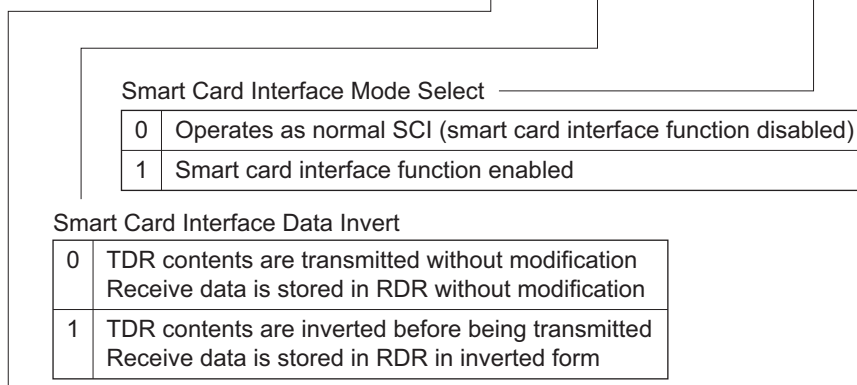 Smart Card Interface Mode Select
0 Operates as normal SCI (smart card interface function disabled)
1 Smart card interface function enabled
Smart Card Interface Data Invert
0 TDR contents are transmitted without modification
Receive data is stored in RDR without modification
1 TDR contents are inverted before being transmitted
Receive data is stored in RDR in inverted form